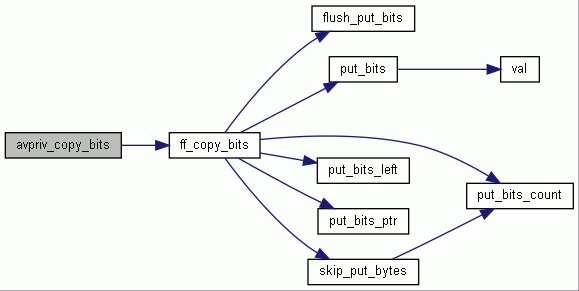 flush_put_bits
put_bits
val
avpriv_copy_bits
ff_copy_bits
put_bits_left
put_bits_count
put_bits_ptr
skip_put_bytes